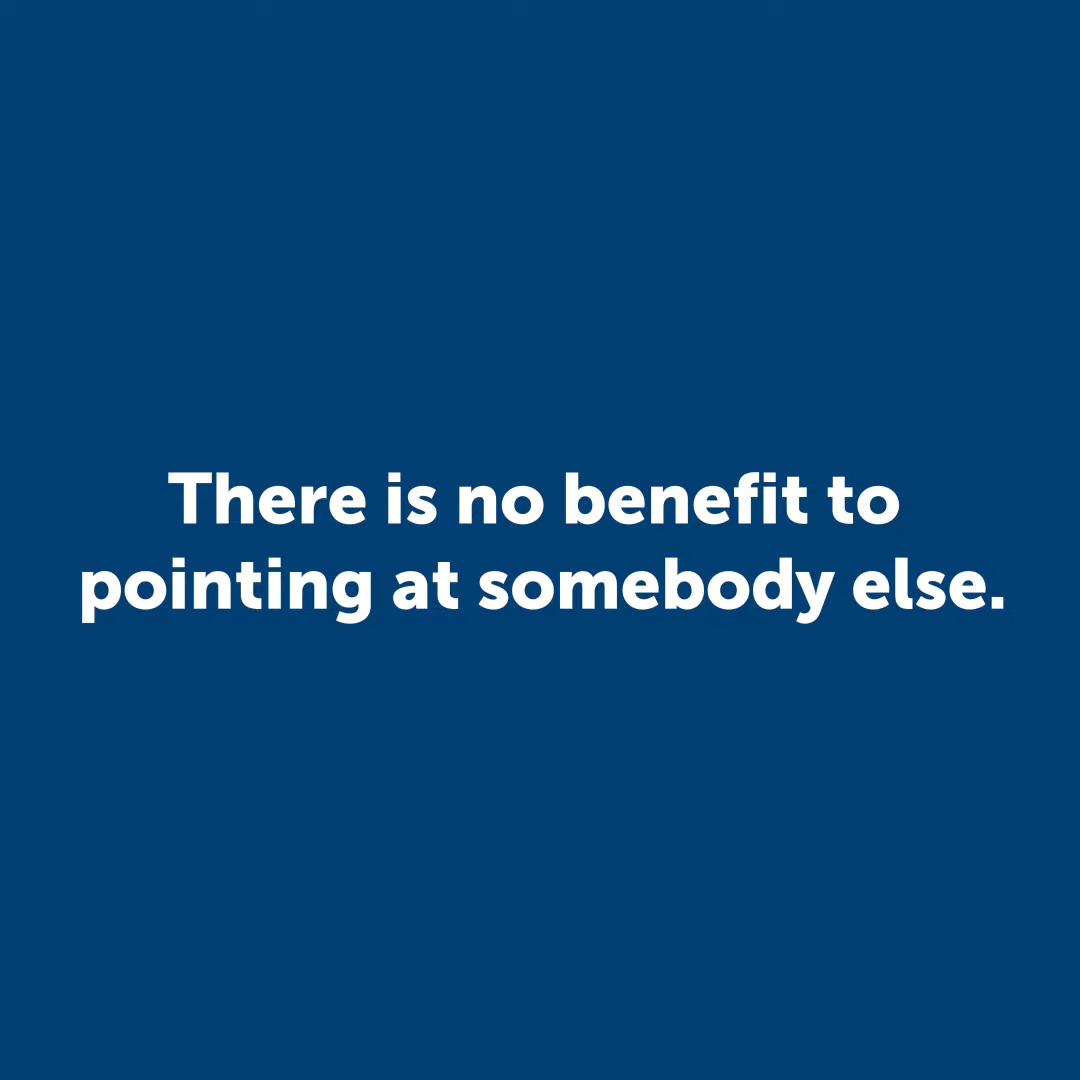 There is no benefit to
pointing at somebody else.